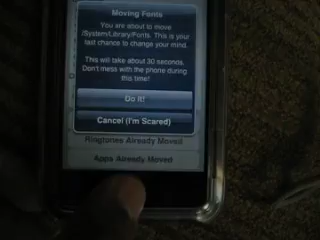 Moving Fonts
You are about to move
/System/Library/Fonts. This is your
last chance to change your mind.
This will take about 30 seconds.
Don't mess with the phone during
this time!
Do It!
Cancel (I'm Scared)
Ringtones Already Moved
Apps Already Moved